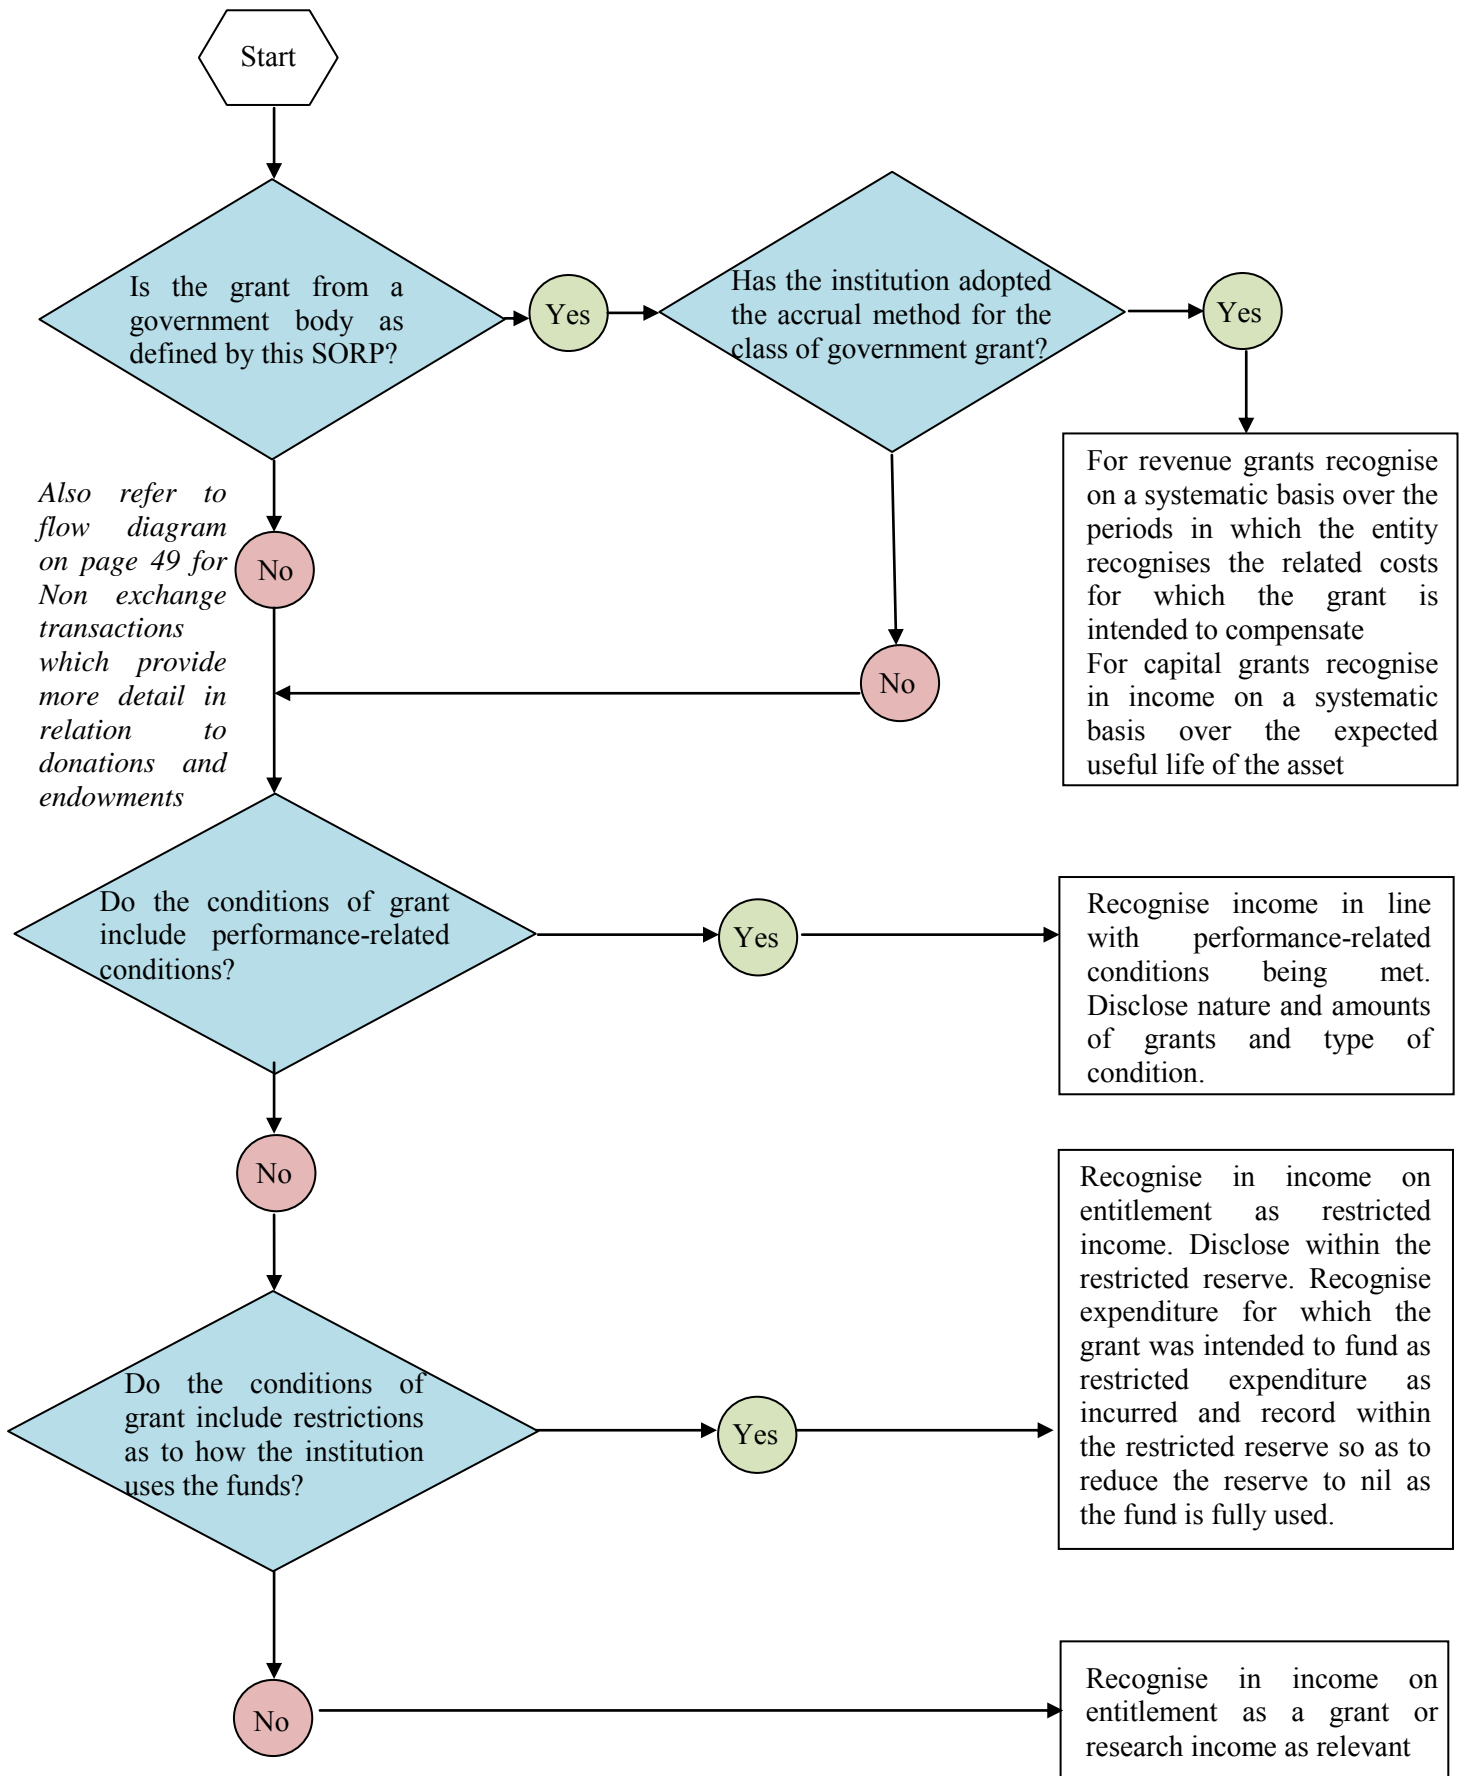 Start
Is the grant from a
government body as
defined by this SORP?
Yes
Has the institution adopted
the accrual method for the
class of government grant?
Yes
For revenue grants recognise
on a systematic basis over the
periods in which the entity
recognises the related costs
for which the grant is
intended to compensate
For capital grants recognise
in income on a systematic
basis over the expected
useful life of the asset
Also refer to
flow diagram
on page 49 for
Non exchange
transactions
which provide
more detail in
relation to
donations and
endowments
No
No
Do the conditions of grant
include performance-related
conditions?
Yes
Recognise income in line
with performance-related
conditions being met.
Disclose nature and amounts
of grants and type of
condition.
No
Do the conditions of
grant include restrictions
as to how the institution
uses the funds?
Yes
Recognise in income on
entitlement as restricted
income. Disclose within the
restricted reserve. Recognise
expenditure for which the
grant was intended to fund as
restricted expenditure as
incurred and record within
the restricted reserve so as to
reduce the reserve to nil as
the fund is fully used.
No
Recognise in income on
entitlement as a grant or
research income as relevant